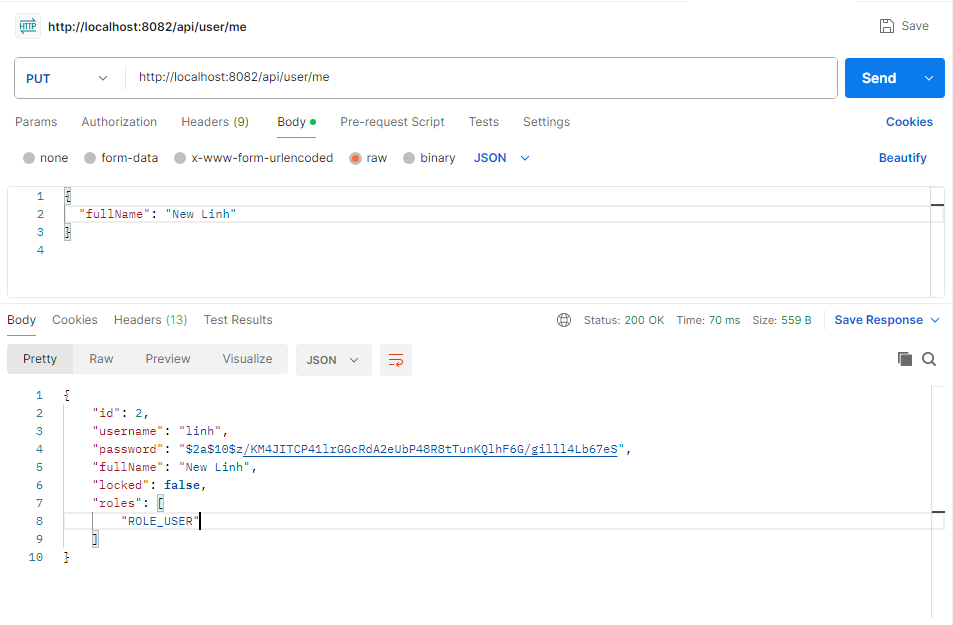 HTTP http://localhost:8082/api/user/me Save
PUT http://localhost:8082/api/user/me Send
Params Authorization Headers (9) Body Pre-request Script Tests Settings Cookies
none form-data x-www-form-urlencoded raw binary JSON Beautify
1 {
2 "fullName": "New Linh"
3 }
4
Body Cookies Headers (13) Test Results Status: 200 OK Time: 70 ms Size: 559 B Save Response
Pretty Raw Preview Visualize JSON
1 {
2 "id": 2,
3 "username": "linh",
4 "password": "$2a$10$z/KM4JITCP41lrGGcRdA2eUbP48R8tTunKQlhF6G/gilll4Lb67eS",
5 "fullName": "New Linh",
6 "locked": false,
7 "roles": [
8 "ROLE_USER"
9 ]
10 }